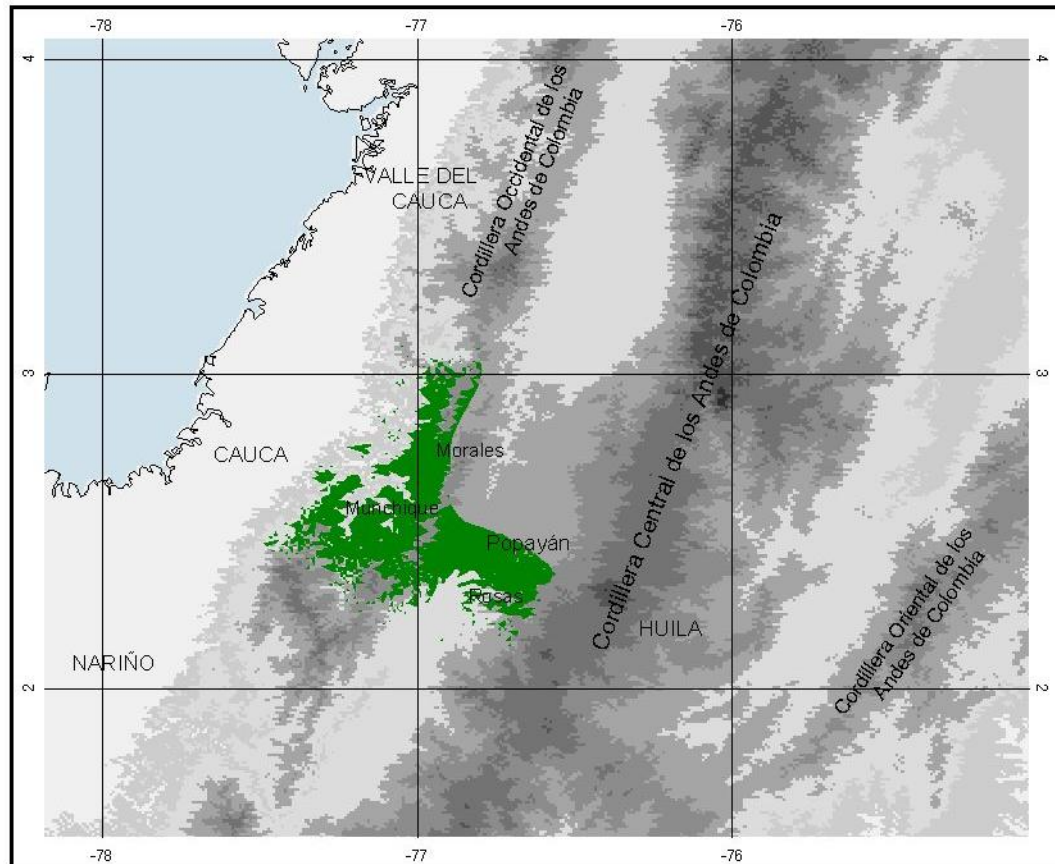 -78 -77 -76
4 4
Cordillera Occidental de los
Andes de Colombia
VALLE DEL
CAUCA
Cordillera Central de los Andes de Colombia
3 3
CAUCA
Morales
Munchique
Popayán
Rosas
HUILA
Cordillera Oriental de los
Andes de Colombia
NARIÑO
2 2
-78 -77 -76